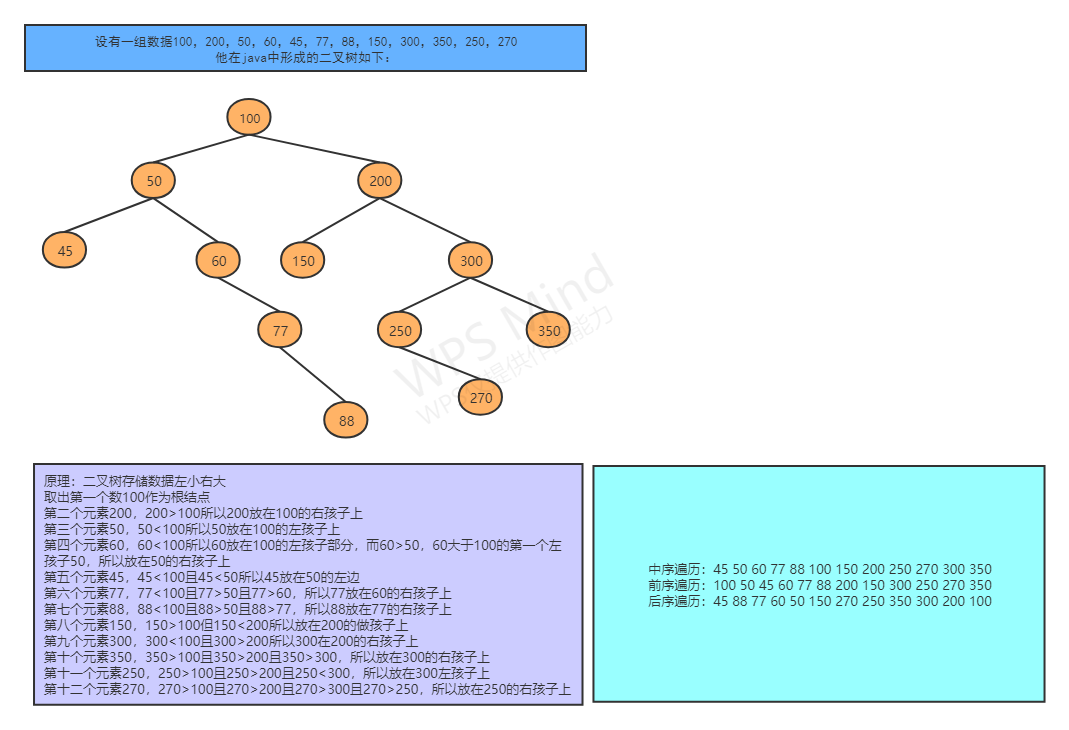 设有一组数据100，200，50，60，45，77，88，150，300，350，250，270
他在java中形成的二叉树如下：
100
50
200
45
60
150
300
77
250
350
270
88
WPS Mind
原理：二叉树存储数据左小右大
取出第一个数100作为根结点
第二个元素200，200>100所以200放在100的右孩子上
第三个元素50，50<100所以50放在100的左孩子上
第四个元素60，60<100所以60放在100的左孩子部分，而60>50，60大于100的第一个左
孩子50，所以放在50的右孩子上
第五个元素45，45<100且45<50所以45放在50的左边
第六个元素77，77<100且77>50且77>60，所以77放在60的右孩子上
第七个元素88，88<100且88>50且88>77，所以88放在77的右孩子上
第八个元素150，150>100但150<200所以放在200的做孩子上
第九个元素300，300<100且300>200所以300在200的右孩子上
第十个元素350，350>100且350>200且350>300，所以放在300的右孩子上
第十一个元素250，250>100且250>200且250<300，所以放在300左孩子上
第十二个元素270，270>100且270>200且270>300且270>250，所以放在250的右孩子上
中序遍历：45 50 60 77 88 100 150 200 250 270 300 350
前序遍历：100 50 45 60 77 88 200 150 300 250 270 350
后序遍历：45 88 77 60 50 150 270 250 350 300 200 100